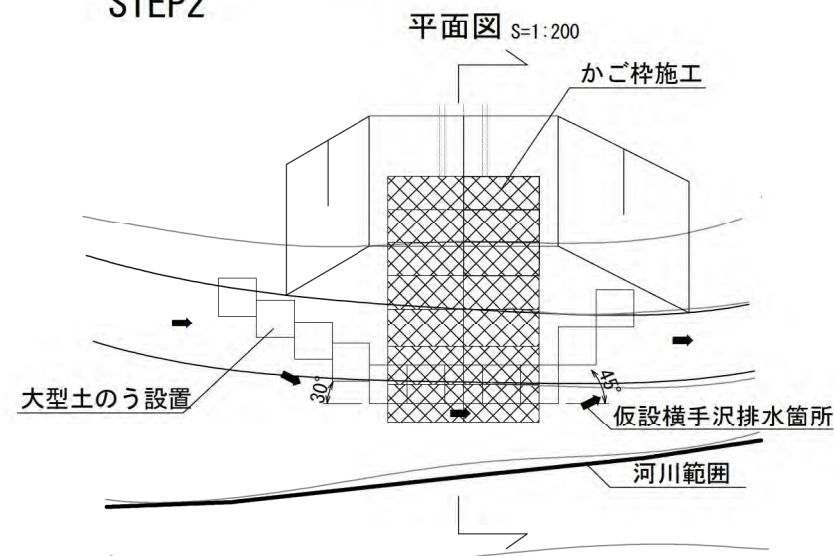 STEP2
平面図 S=1:200
かご枠施工
大型土のう設置
30°
45°
仮設横手沢排水箇所
河川範囲